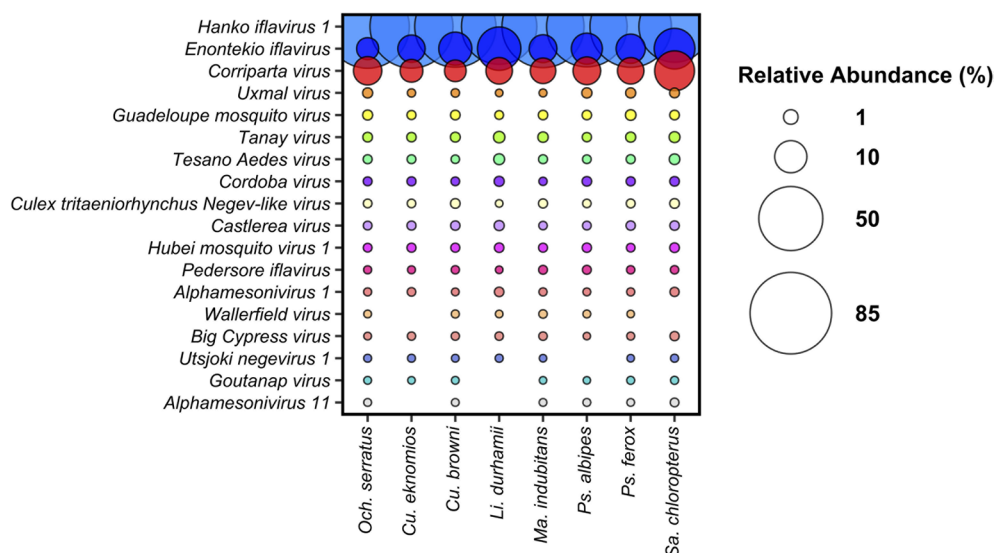 Hanko iflavirus 1
Enontekio iflavirus
Corriparta virus
Uxmal virus
Guadeloupe mosquito virus
Tanay virus
Tesano Aedes virus
Cordoba virus
Culex tritaeniorhynchus Negev-like virus
Castlerea virus
Hubei mosquito virus 1
Pedersore iflavirus
Alphamesonivirus 1
Wallerfield virus
Big Cypress virus
Utsjoki negevirus 1
Goutanap virus
Alphamesonivirus 11
Och. serratus
Cu. eknomios
Cu. browni
Li. durhamii
Ma. indubitans
Ps. albipes
Ps. ferox
Sa. chloropterus
Relative Abundance (%)
1
10
50
85